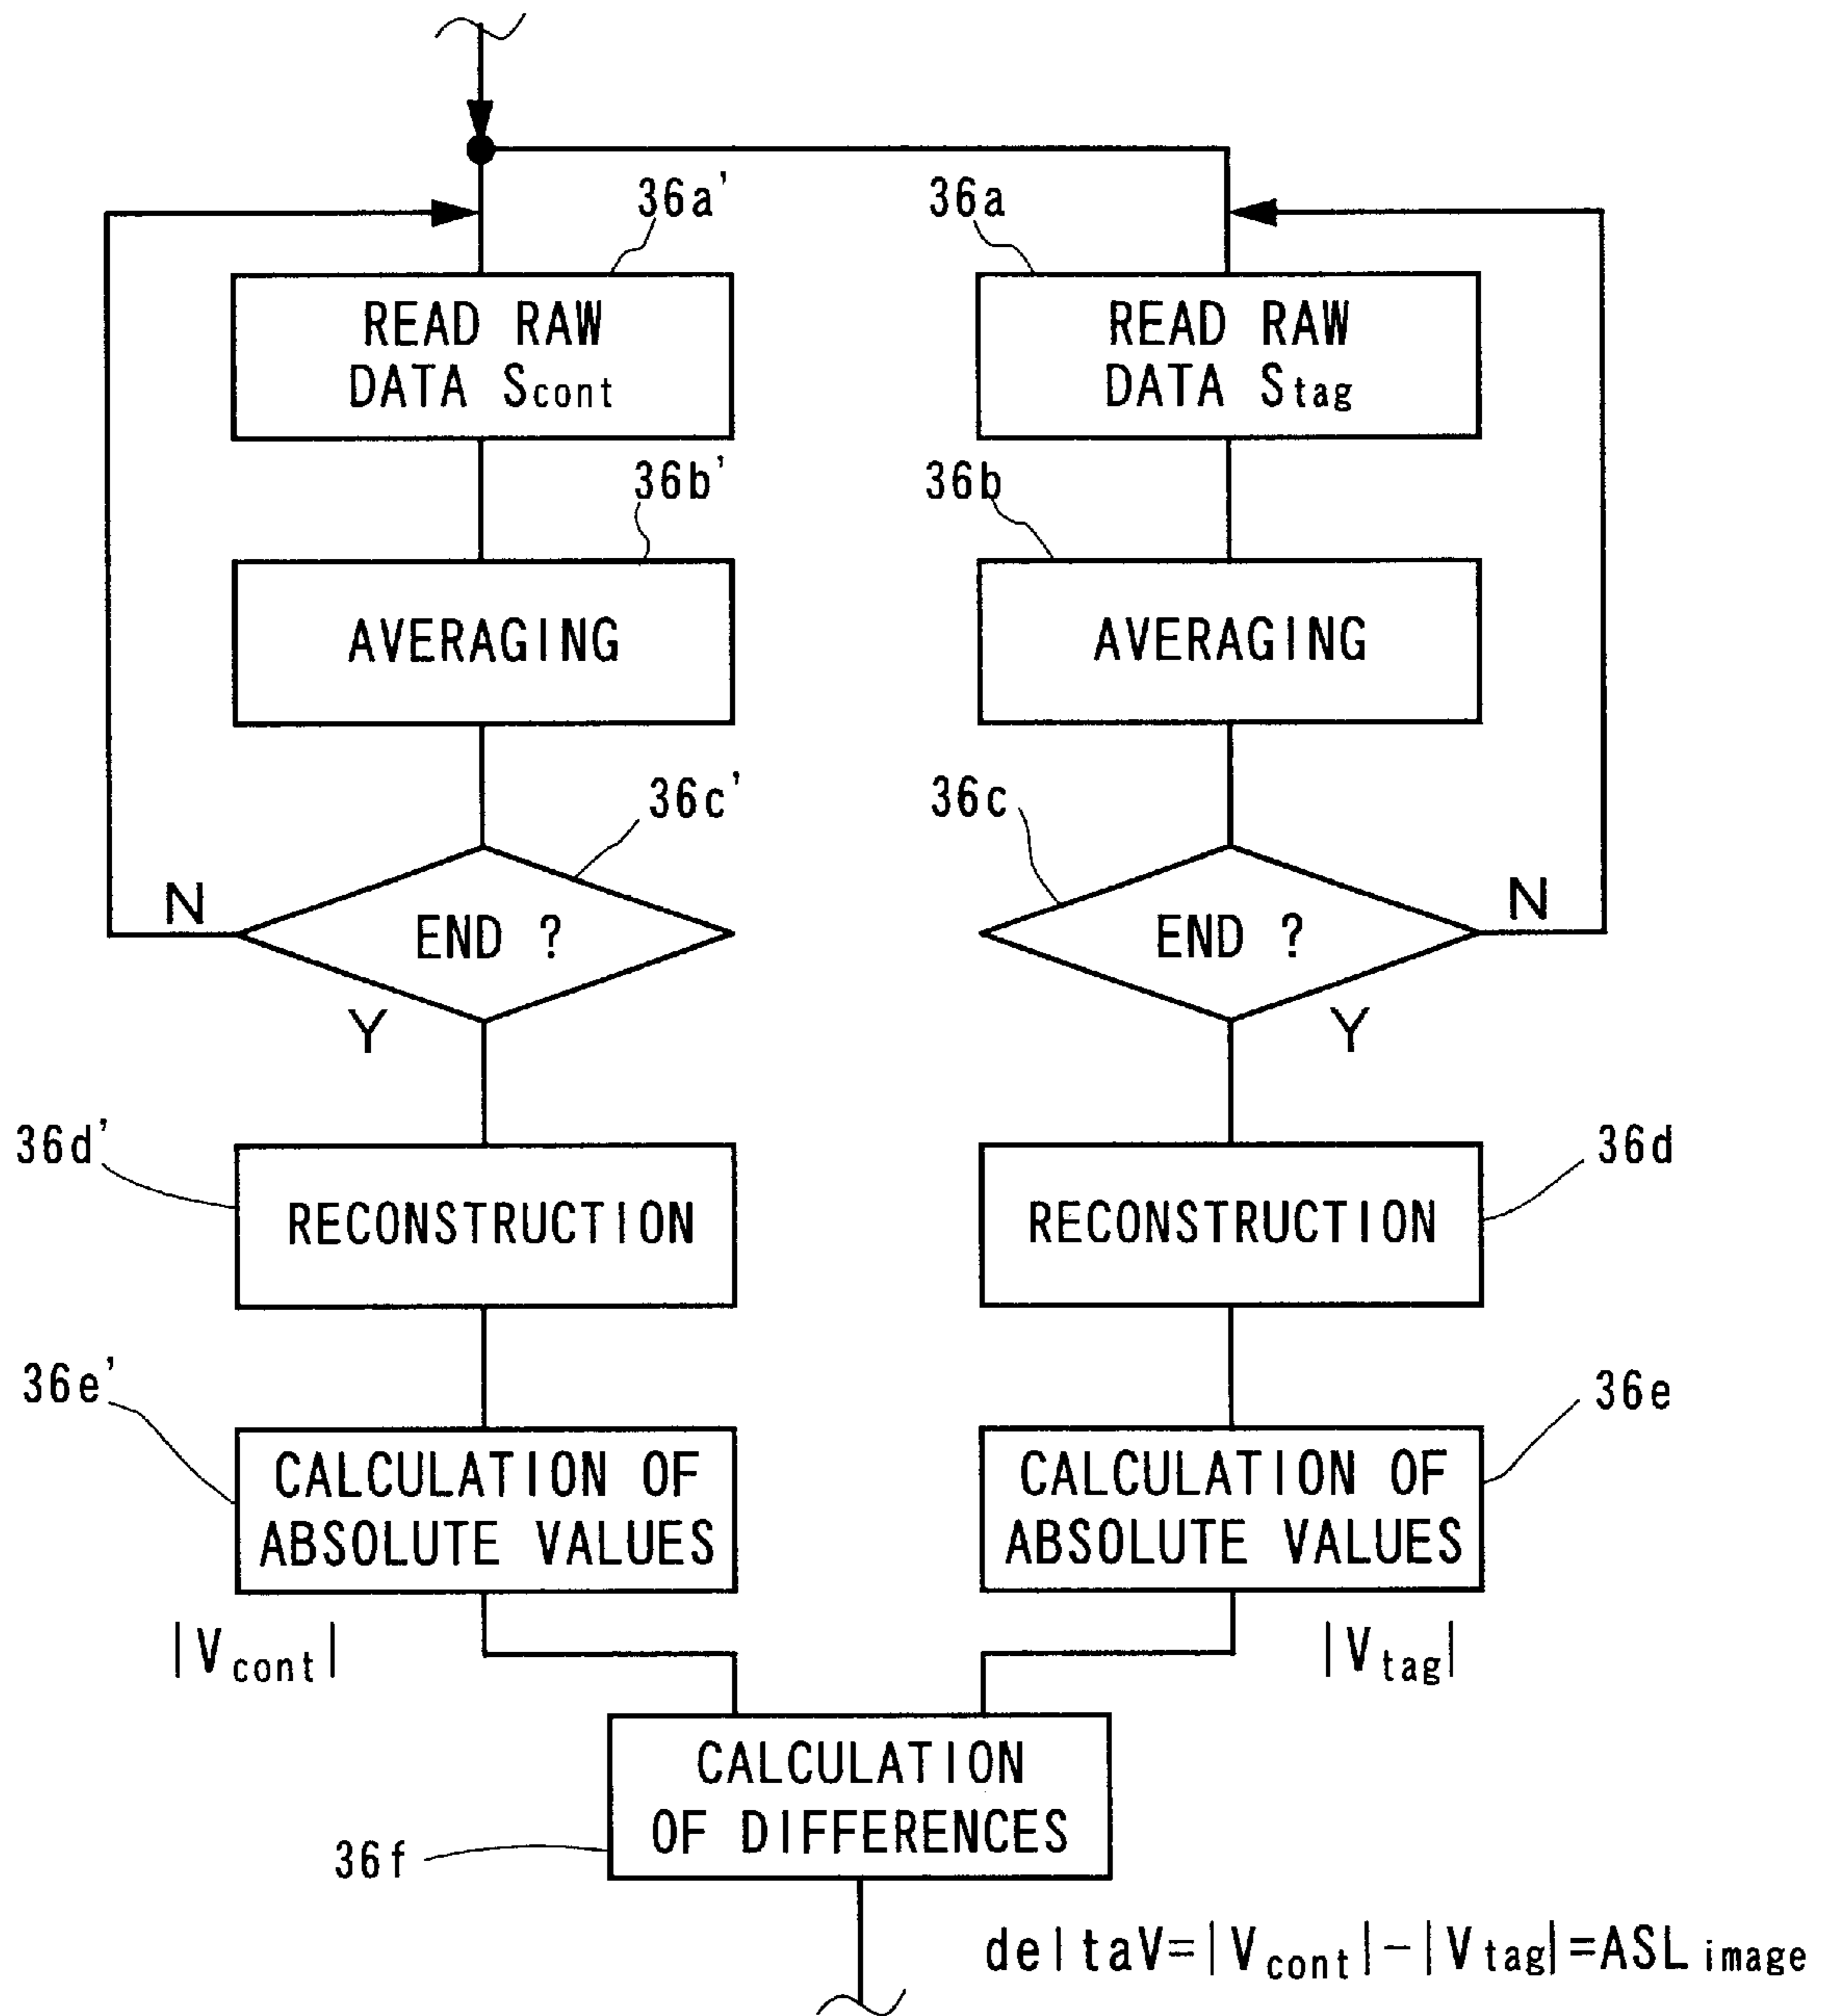 36a'
36a
READ RAW
DATA Scont
READ RAW
DATA Stag
36b'
36b
AVERAGING
AVERAGING
36c'
36c
N
END ?
END ?
N
Y
Y
36d'
36d
RECONSTRUCTION
RECONSTRUCTION
36e'
36e
CALCULATION OF
ABSOLUTE VALUES
CALCULATION OF
ABSOLUTE VALUES
|Vcont|
|Vtag|
CALCULATION
OF DIFFERENCES
36f
deltaV=|Vcont|-|Vtag|=ASLimage